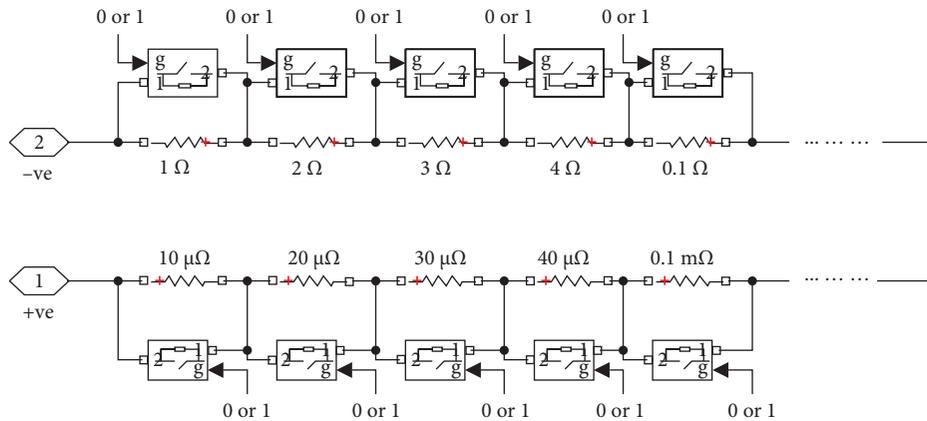 0 or 1 0 or 1 0 or 1 0 or 1 0 or 1
g g g g g
1 2 1 2 1 2 1 2 1 2
2 ... ... ...
–ve 1 Ω 2 Ω 3 Ω 4 Ω 0.1 Ω
10 μΩ 20 μΩ 30 μΩ 40 μΩ 0.1 mΩ
1 ... ... ...
+ve
2 1 2 1 2 1 2 1 2 1
g g g g g
0 or 1 0 or 1 0 or 1 0 or 1 0 or 1